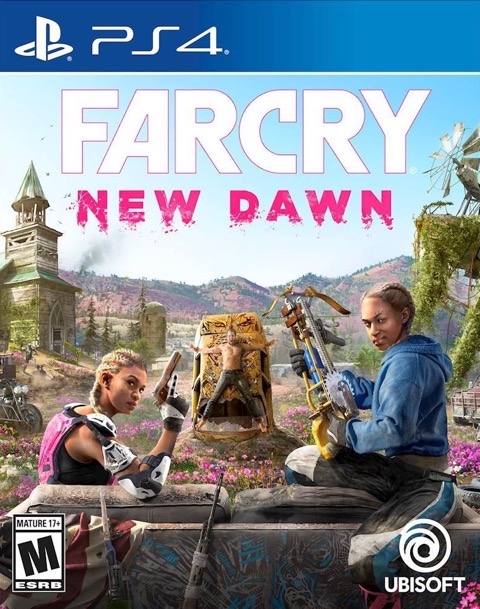 PS4
FARCRY
NEW DAWN
MATURE 17+
M
ESRB
UBISOFT